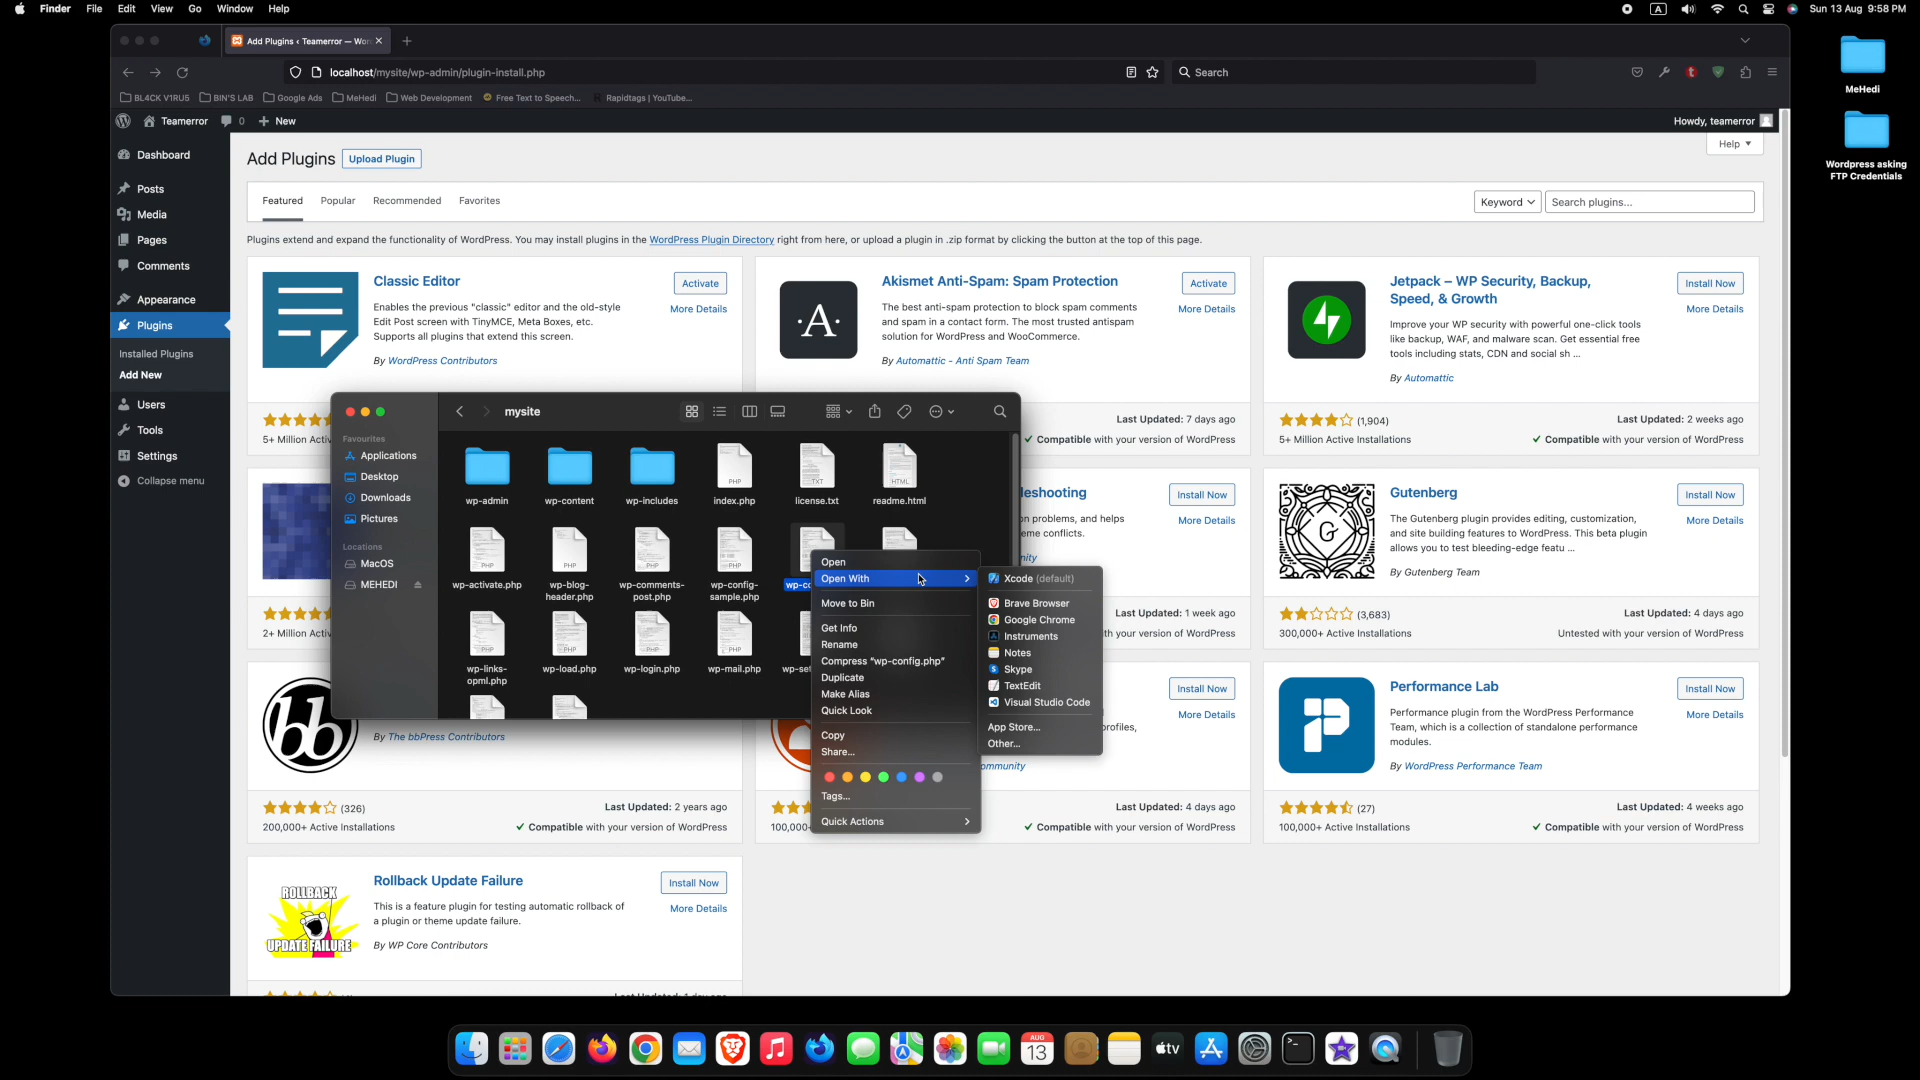 Finder File Edit View Go Window Help
A Sun 13 Aug 9:58 PM
Add Plugins ‹ Teamerror — Wor
localhost/mysite/wp-admin/plugin-install.php
Search
BL4CK V1RU5 BIN'S LAB Google Ads MeHedi Web Development Free Text to Speech... Rapidtags | YouTube...
MeHedi
Wordpress asking
FTP Credentials
Teamerror 0 New
Howdy, teamerror
Dashboard
Posts
Media
Pages
Comments
Appearance
Plugins
Installed Plugins
Add New
Users
Tools
Settings
Collapse menu
Add Plugins Upload Plugin
Help
Featured Popular Recommended Favorites
Keyword Search plugins...
Plugins extend and expand the functionality of WordPress. You may install plugins in the WordPress Plugin Directory right from here, or upload a plugin in .zip format by clicking the button at the top of this page.
Classic Editor
Activate
More Details
Enables the previous "classic" editor and the old-style
Edit Post screen with TinyMCE, Meta Boxes, etc.
Supports all plugins that extend this screen.
By WordPress Contributors
5+ Million Activ
·A·
Akismet Anti-Spam: Spam Protection
Activate
More Details
The best anti-spam protection to block spam comments
and spam in a contact form. The most trusted antispam
solution for WordPress and WooCommerce.
By Automattic - Anti Spam Team
Last Updated: 7 days ago
Compatible with your version of WordPress
Jetpack – WP Security, Backup,
Speed, & Growth
Install Now
More Details
Improve your WP security with powerful one-click tools
like backup, WAF, and malware scan. Get essential free
tools including stats, CDN and social sh ...
By Automattic
(1,904)
Last Updated: 2 weeks ago
5+ Million Active Installations
Compatible with your version of WordPress
mysite
Favourites
Applications
Desktop
Downloads
Pictures
Locations
MacOS
MEHEDI
PHP TXT HTML
wp-admin wp-content wp-includes index.php license.txt readme.html
PHP PHP PHP PHP
wp-activate.php wp-blog-header.php wp-comments-post.php wp-config-sample.php wp-co
PHP PHP PHP PHP
wp-links-opml.php wp-load.php wp-login.php wp-mail.php wp-set
Open
Open With
Move to Bin
Get Info
Rename
Compress "wp-config.php"
Duplicate
Make Alias
Quick Look
Copy
Share...
Tags...
Quick Actions
Xcode (default)
Brave Browser
Google Chrome
Instruments
Notes
Skype
TextEdit
Visual Studio Code
App Store...
Other...
2+ Million Activ
leshooting
Install Now
More Details
on problems, and helps
eme conflicts.
nity
Last Updated: 1 week ago
th your version of WordPress
G
Gutenberg
Install Now
More Details
The Gutenberg plugin provides editing, customization,
and site building features to WordPress. This beta plugin
allows you to test bleeding-edge featu ...
By Gutenberg Team
(3,683)
Last Updated: 4 days ago
300,000+ Active Installations
Untested with your version of WordPress
bb
By The bbPress Contributors
(326)
Last Updated: 2 years ago
200,000+ Active Installations
Compatible with your version of WordPress
Install Now
More Details
rofiles,
ommunity
Last Updated: 4 days ago
100,000+
Compatible with your version of WordPress
Performance Lab
Install Now
More Details
Performance plugin from the WordPress Performance
Team, which is a collection of standalone performance
modules.
By WordPress Performance Team
(27)
Last Updated: 4 weeks ago
100,000+ Active Installations
Compatible with your version of WordPress
ROLLBACK
UPDATE FAILURE
Rollback Update Failure
Install Now
More Details
This is a feature plugin for testing automatic rollback of
a plugin or theme update failure.
By WP Core Contributors
AUG
13
tv